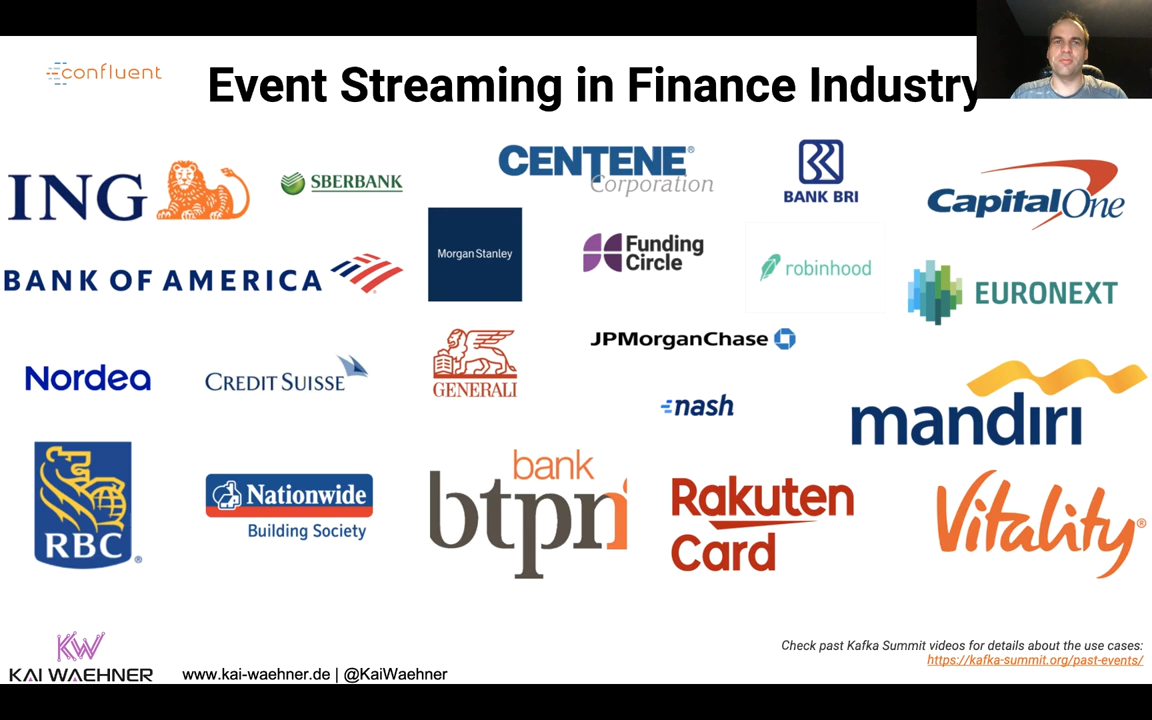 confluent
Event Streaming in Finance Industry
ING
SBERBANK
CENTENE®
Corporation
BANK BRI
CapitalOne
BANK OF AMERICA
Morgan Stanley
Funding
Circle
robinhood
EURONEXT
Nordea
CREDIT SUISSE
GENERALI
JPMorganChase
nash
mandırı
RBC®
Nationwide
Building Society
bank
btpn
Rakuten
Card
Vitality®
KW
KAI WAEHNER
www.kai-waehner.de | @KaiWaehner
Check past Kafka Summit videos for details about the use cases:
https://kafka-summit.org/past-events/